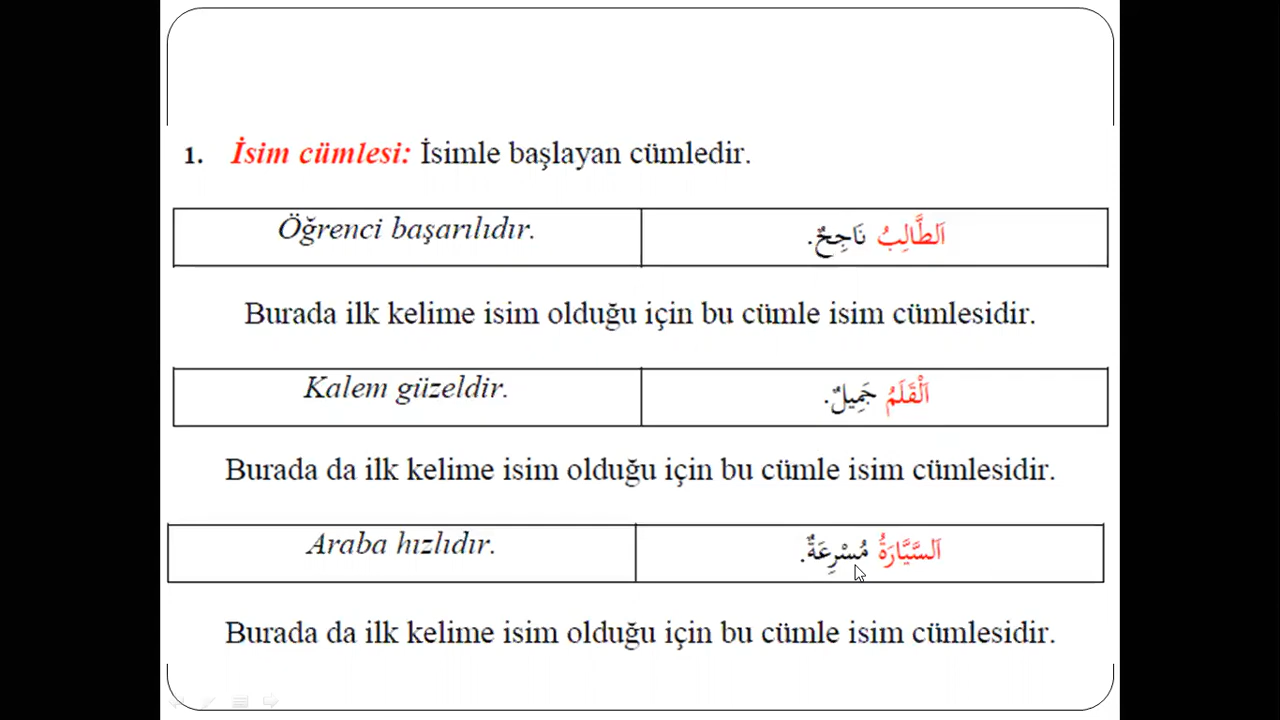 1. İsim cümlesi: İsimle başlayan cümledir.
Öğrenci başarılıdır.
اَلطَّالِبُ نَاجِحٌ.
Burada ilk kelime isim olduğu için bu cümle isim cümlesidir.
Kalem güzeldir.
اَلْقَلَمُ جَمِيلٌ.
Burada da ilk kelime isim olduğu için bu cümle isim cümlesidir.
Araba hızlıdır.
اَلسَّيَّارَةُ مُسْرِعَةٌ.
Burada da ilk kelime isim olduğu için bu cümle isim cümlesidir.